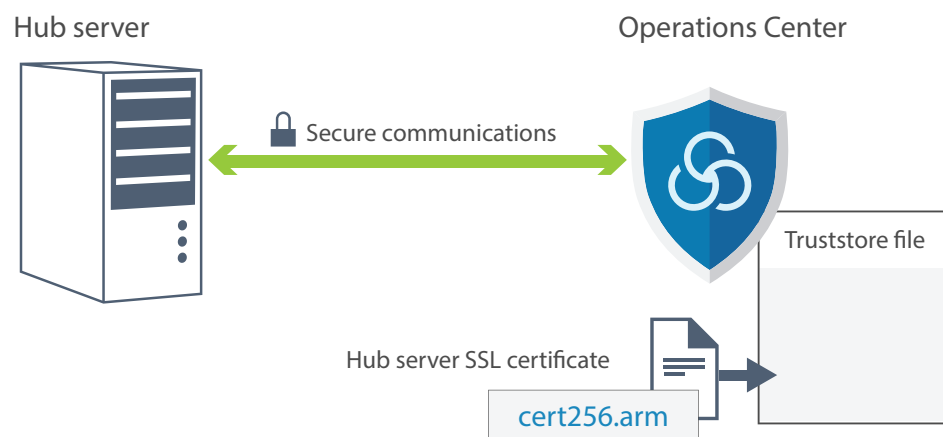 Hub server
Operations Center
Secure communications
Truststore file
Hub server SSL certificate
cert256.arm